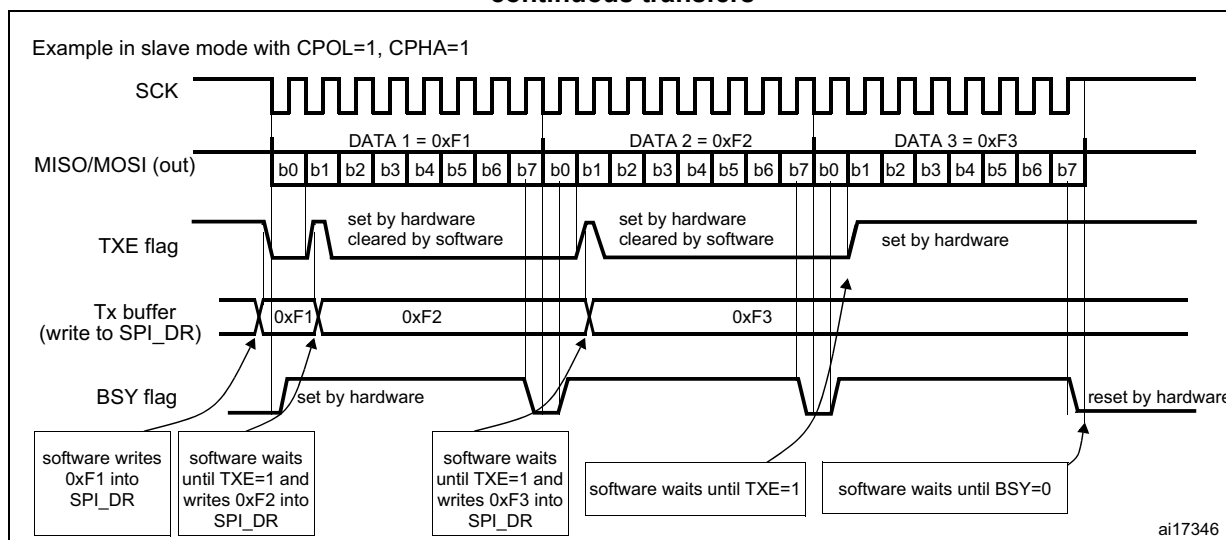 continuous transfers
Example in slave mode with CPOL=1, CPHA=1
SCK
DATA 1 = 0xF1 DATA 2 = 0xF2 DATA 3 = 0xF3
MISO/MOSI (out)
b0 b1 b2 b3 b4 b5 b6 b7 b0 b1 b2 b3 b4 b5 b6 b7 b0 b1 b2 b3 b4 b5 b6 b7
TXE flag
set by hardware
cleared by software
set by hardware
cleared by software
set by hardware
Tx buffer
(write to SPI_DR)
0xF1 0xF2 0xF3
BSY flag
set by hardware
reset by hardware
software writes
0xF1 into
SPI_DR
software waits
until TXE=1 and
writes 0xF2 into
SPI_DR
software waits
until TXE=1 and
writes 0xF3 into
SPI_DR
software waits until TXE=1
software waits until BSY=0
ai17346